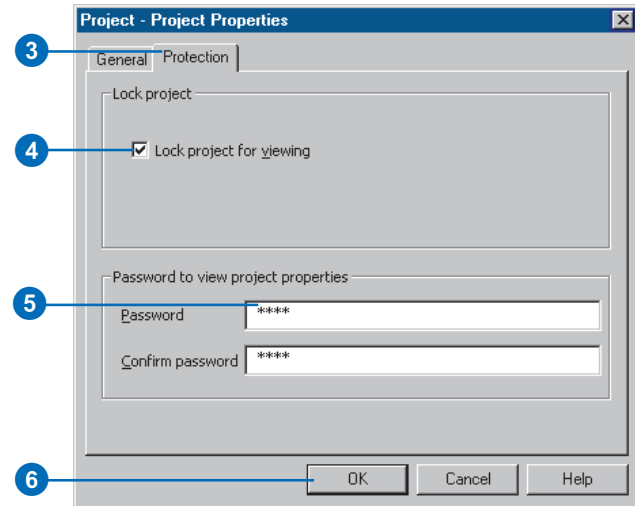 Project - Project Properties
3
General Protection
Lock project
4
Lock project for viewing
Password to view project properties
5
Password ****
Confirm password ****
6
OK Cancel Help